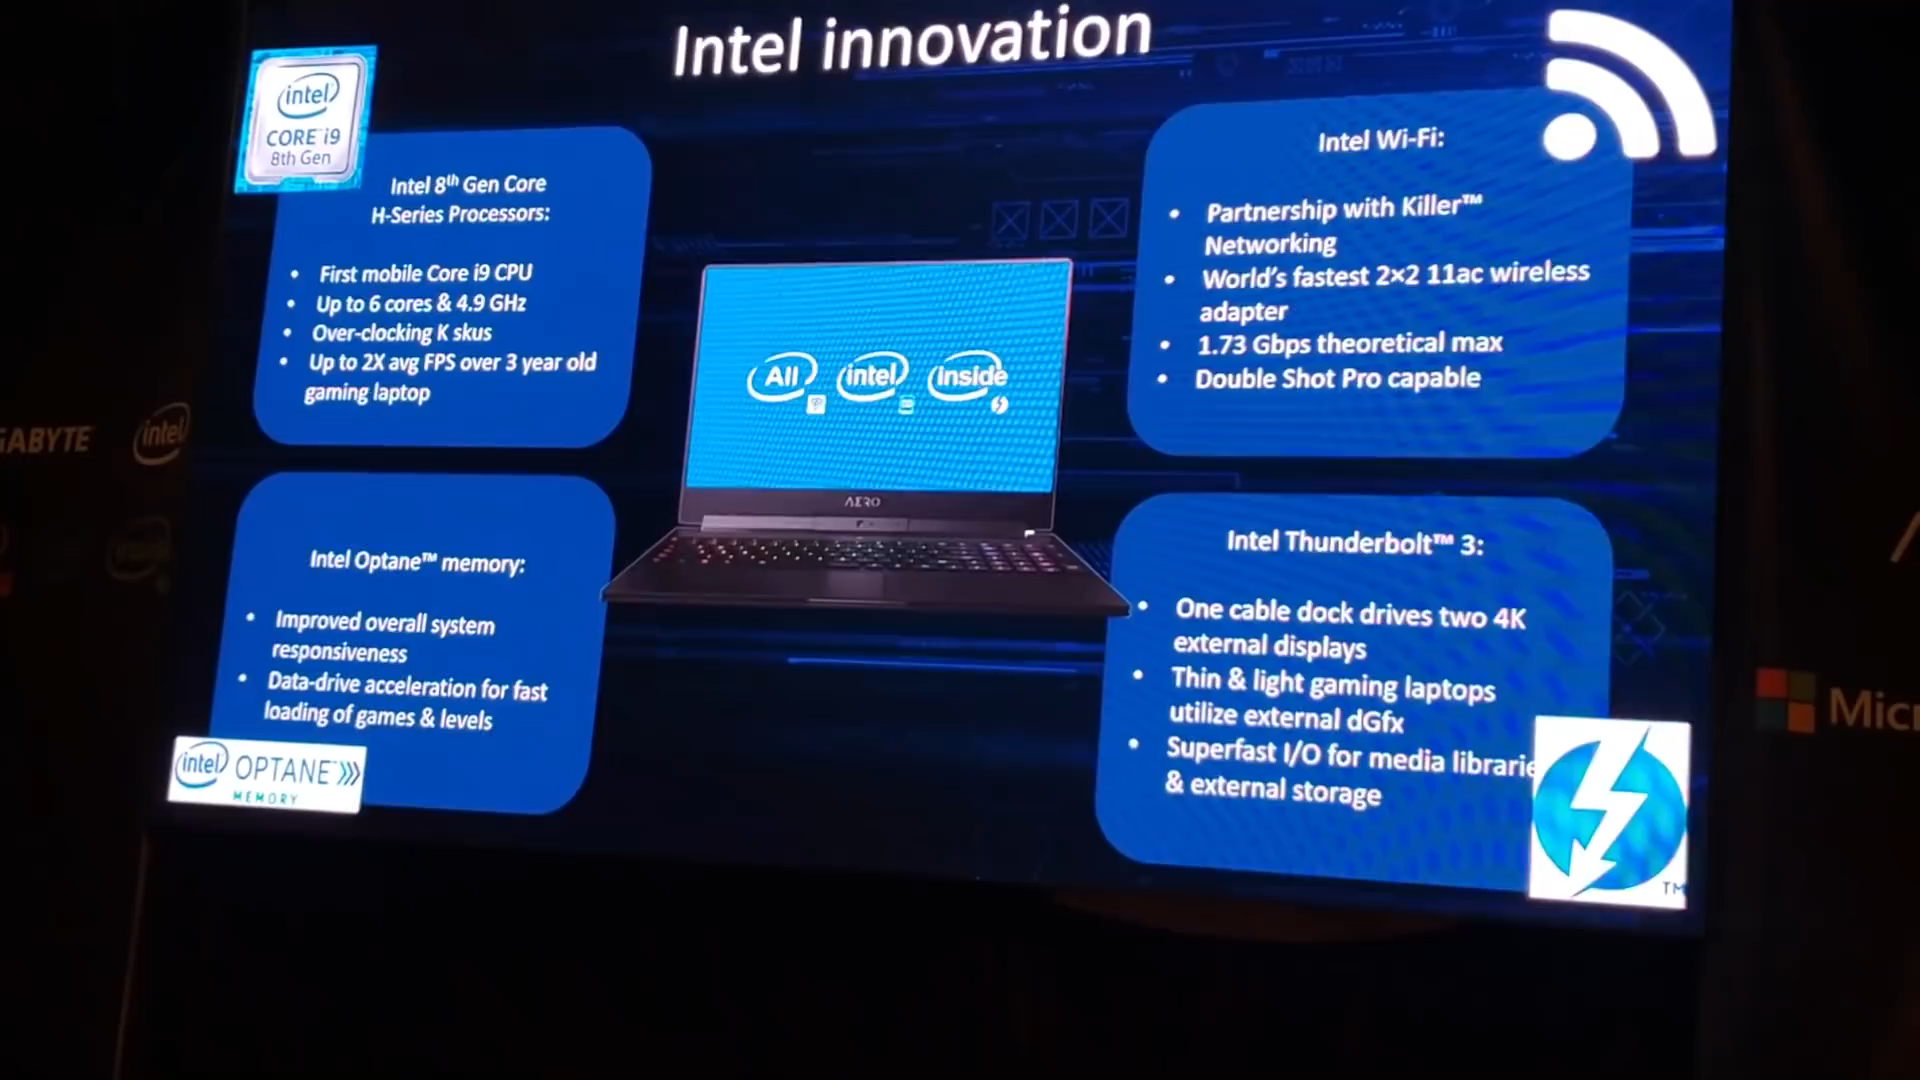 Intel innovation
intel
CORE i9
8th Gen
Intel 8th Gen Core
H-Series Processors:
• First mobile Core i9 CPU
• Up to 6 cores & 4.9 GHz
• Over-clocking K skus
• Up to 2X avg FPS over 3 year old
gaming laptop
Intel Wi-Fi:
• Partnership with Killer™
Networking
• World's fastest 2×2 11ac wireless
adapter
• 1.73 Gbps theoretical max
• Double Shot Pro capable
All intel inside
AERO
Intel Optane™ memory:
• Improved overall system
responsiveness
• Data-drive acceleration for fast
loading of games & levels
intel OPTANE™
MEMORY
Intel Thunderbolt™ 3:
• One cable dock drives two 4K
external displays
• Thin & light gaming laptops
utilize external dGfx
• Superfast I/O for media librarie
& external storage
TM
GABYTE
intel
Micr